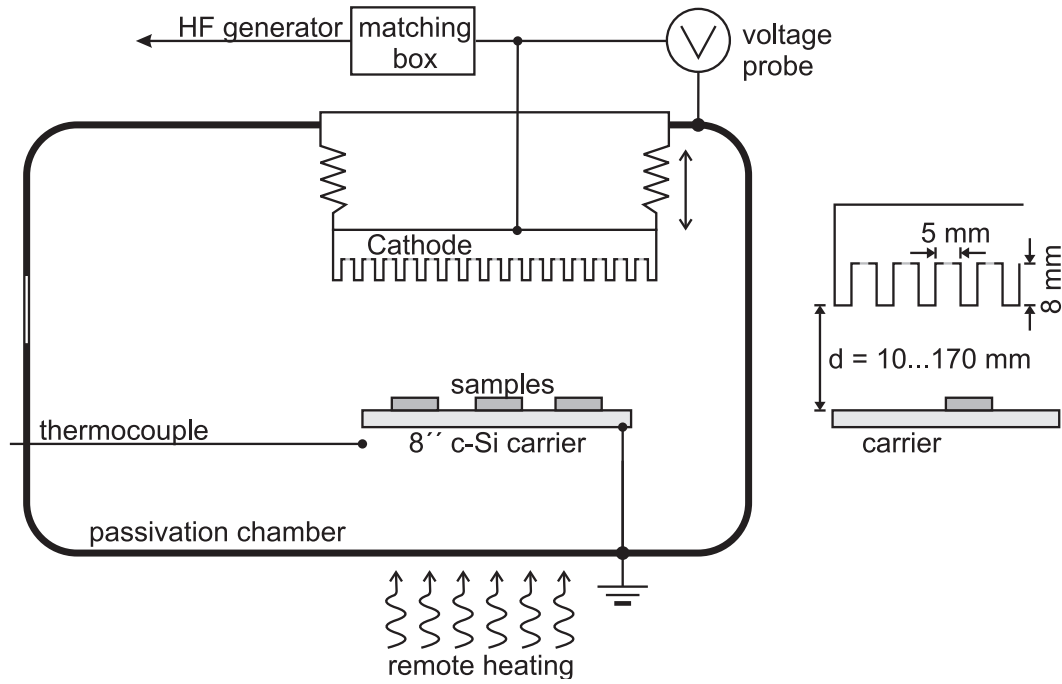 HF generator
matching
box
V
voltage
probe
Cathode
5 mm
8 mm
d = 10...170 mm
samples
thermocouple
8´´ c-Si carrier
carrier
passivation chamber
remote heating